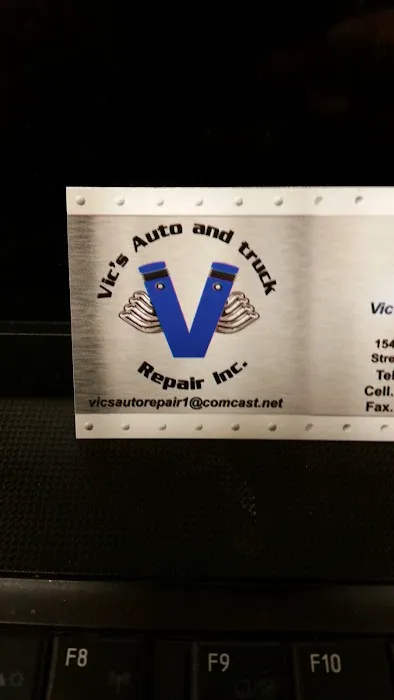 Vic's Auto and truck
V
Repair Inc.
vicsautorepair1@comcast.net
Vic
154
Stre
Tel
Cell.
Fax.
F8
F9
F10